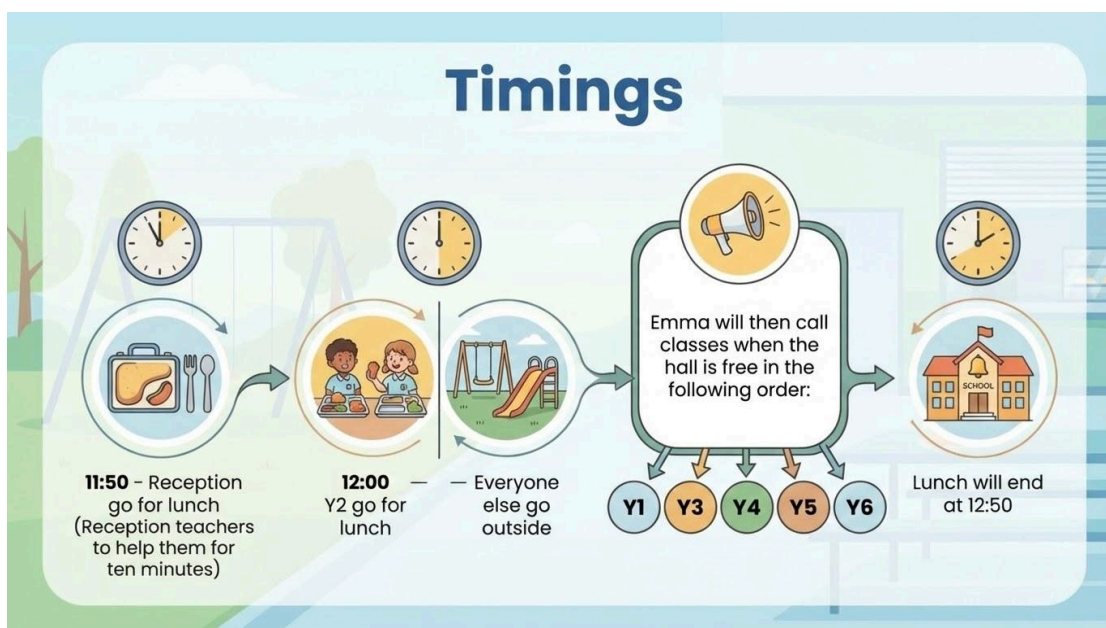 Timings
11:50 - Reception
go for lunch
(Reception teachers
to help them for
ten minutes)
12:00 —
Y2 go for
lunch
— Everyone
else go
outside
Emma will then call
classes when the
hall is free in the
following order:
Y1 Y3 Y4 Y5 Y6
SCHOOL
Lunch will end
at 12:50